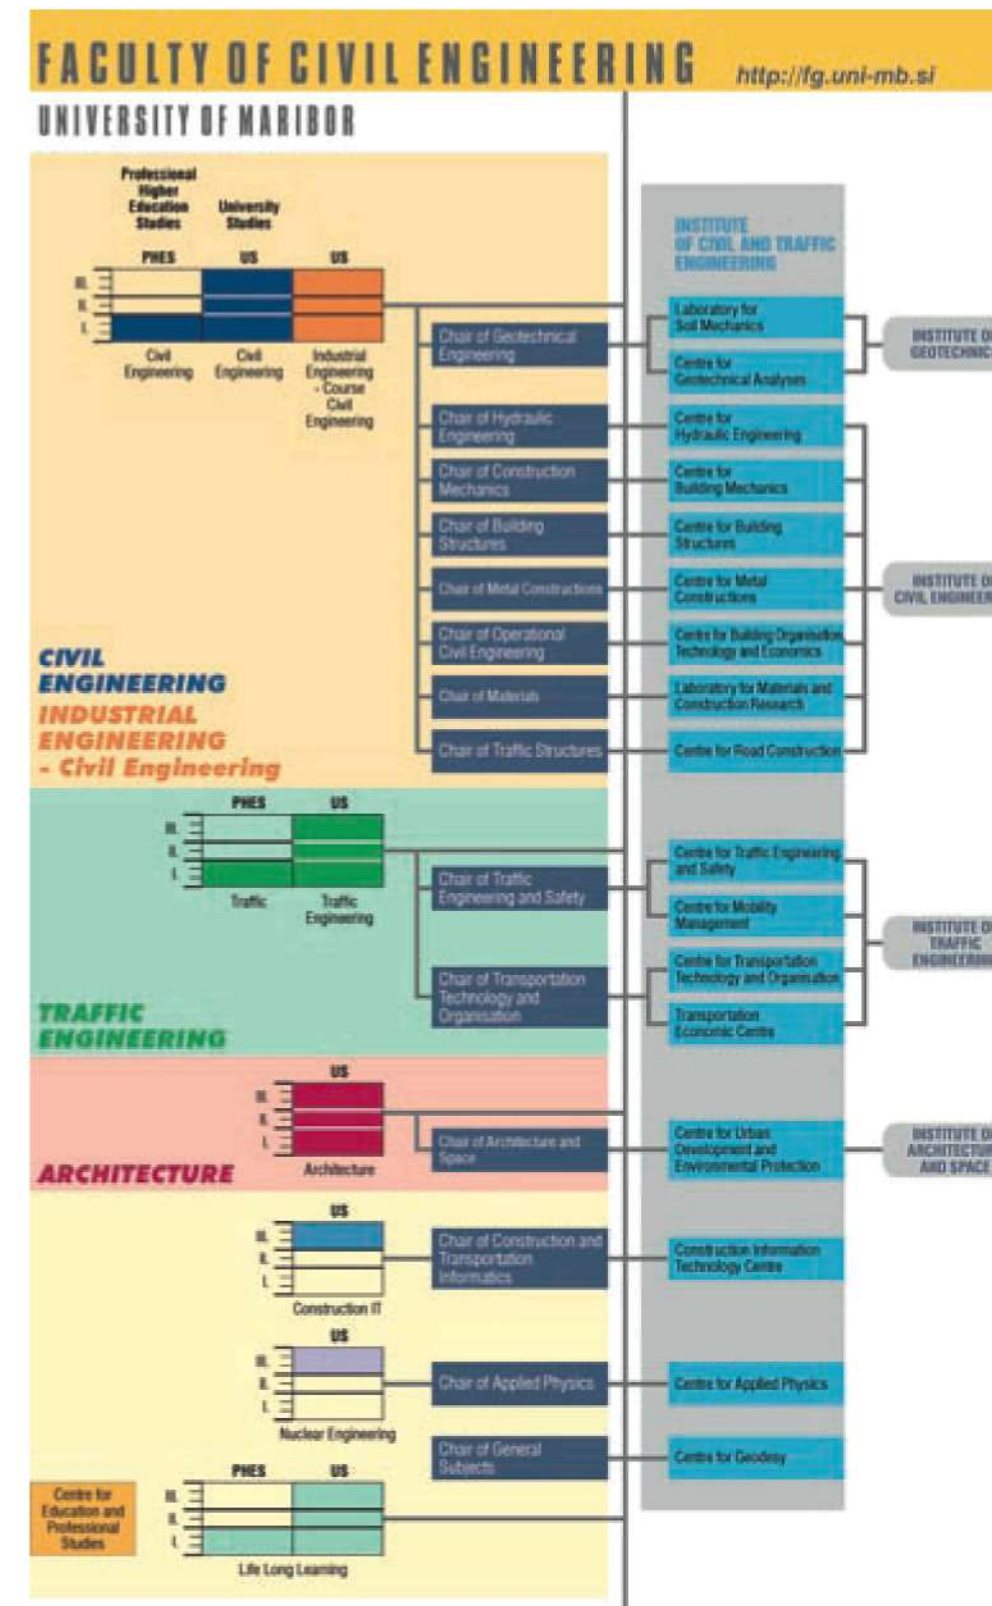 FACULTY OF CIVIL ENGINEERING
http://fg.uni-mb.si
UNIVERSITY OF MARIBOR
Professional
Higher
Education
Studies
University
Studies
PHES
US
US
III.
II.
I.
Civil
Engineering
Civil
Engineering
Industrial
Engineering
- Course
Civil
Engineering
INSTITUTE
OF CIVIL AND TRAFFIC
ENGINEERING
Chair of Geotechnical
Engineering
Laboratory for
Soil Mechanics
Centre for
Geotechnical Analyses
INSTITUTE
Chair of Hydraulic
Engineering
Centre for
Hydraulic Engineering
Chair of Construction
Mechanics
Centre for
Building Mechanics
Chair of Building
Structures
Centre for Building
Structures
Chair of Metal Constructions
Centre for Metal
Constructions
INSTITUTE
CIVIL
Chair of Operational
Civil Engineering
Centre for Building Organisation
Technology and Economics
Chair of Materials
Laboratory for Materials and
Construction Research
Chair of Traffic Structures
Centre for Road Construction
CIVIL
ENGINEERING
INDUSTRIAL
ENGINEERING
- Civil Engineering
PHES
US
III.
II.
I.
Traffic
Traffic
Engineering
Chair of Traffic
Engineering and Safety
Centre for Traffic Engineering
and Safety
Centre for Mobility
Management
Chair of Transportation
Technology and
Organisation
Centre for Transportation
Technology and Organisation
Transportation
Economic Centre
INSTITUTE
TRAFFIC
TRAFFIC
ENGINEERING
US
III.
II.
I.
Architecture
Chair of Architecture and
Space
Centre for Urban
Development and
Environmental Protection
INSTITUTE
AND SPACE
ARCHITECTURE
US
III.
II.
I.
Construction IT
Chair of Construction and
Transportation
Informatics
Construction Information
Technology Centre
US
III.
II.
I.
Nuclear Engineering
Chair of Applied Physics
Centre for Applied Physics
Chair of General
Subjects
Centre for Geodesy
PHES
US
III.
II.
I.
Life Long Learning
Centre for
Education and
Professional
Studies